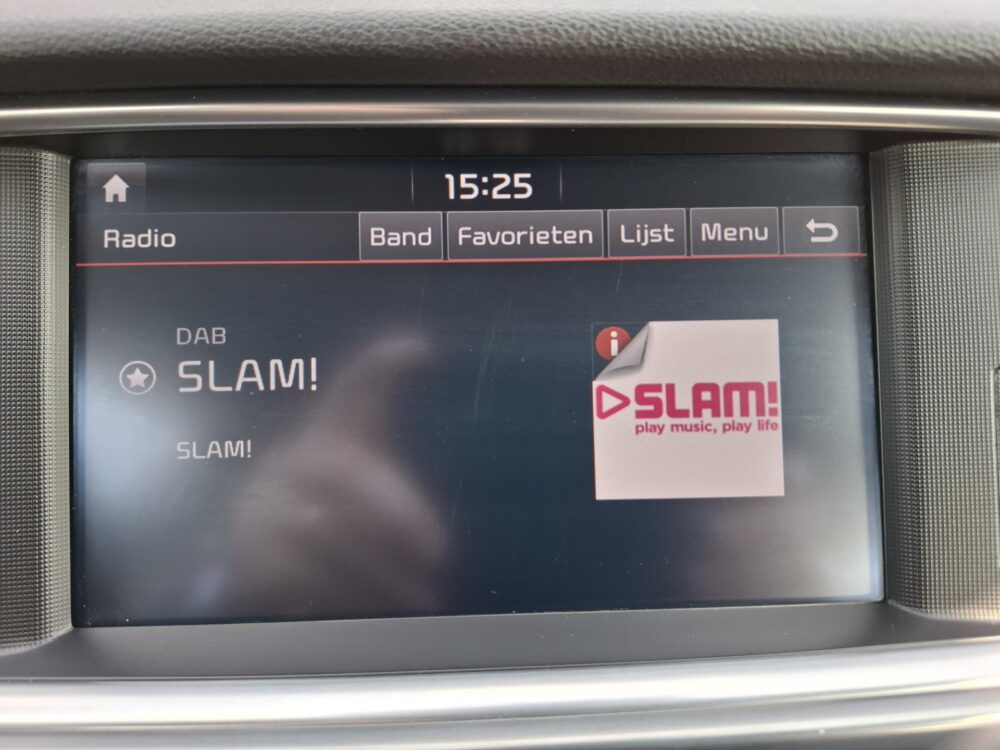 15:25
Radio Band Favorieten Lijst Menu
DAB
SLAM!
SLAM!
i
SLAM!
play music, play life